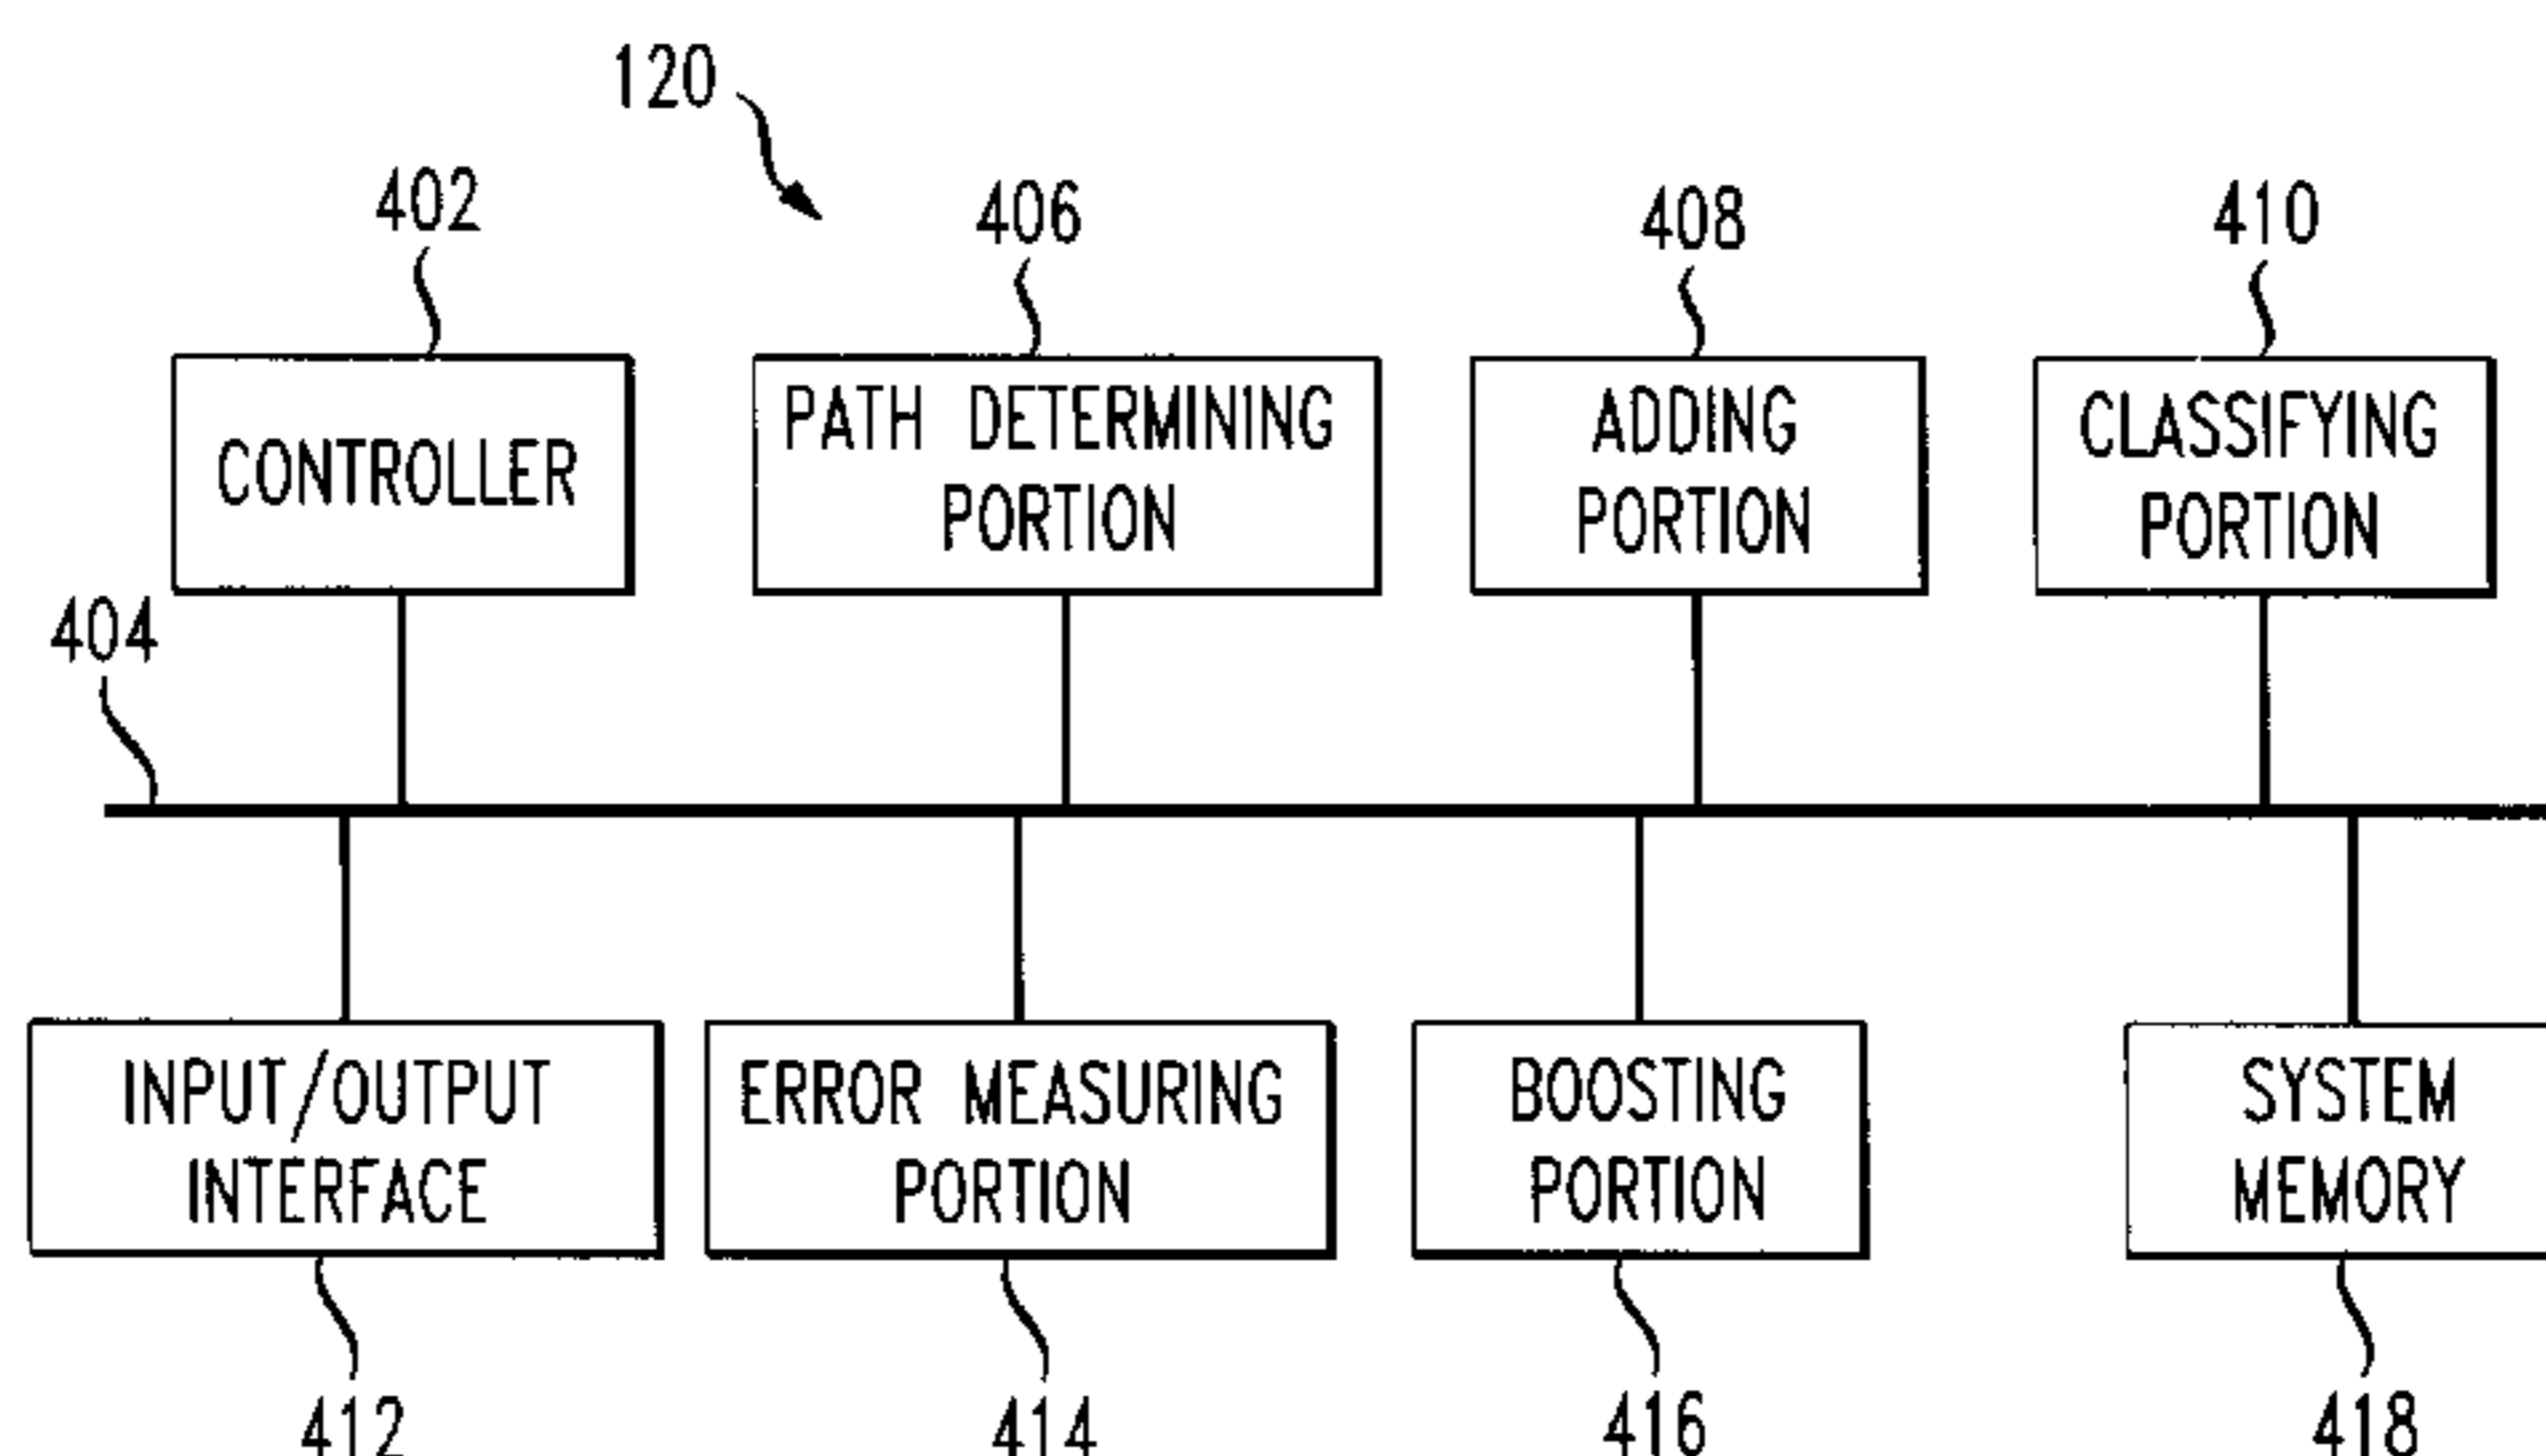 120
402
406
408
410
CONTROLLER
PATH DETERMINING
PORTION
ADDING
PORTION
CLASSIFYING
PORTION
404
INPUT/OUTPUT
INTERFACE
ERROR MEASURING
PORTION
BOOSTING
PORTION
SYSTEM
MEMORY
412
414
416
418